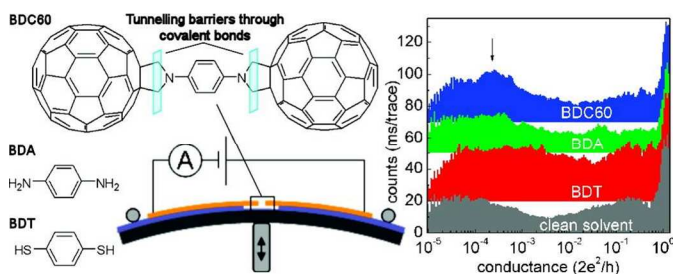 BDC60
Tunnelling barriers through
covalent bonds
N
N
BDA
H₂N
NH₂
BDT
HS
SH
A
counts (ms/trace)
130
120
100
80
60
40
20
0
BDC60
BDA
BDT
clean solvent
10⁻⁵ 10⁻⁴ 10⁻³ 10⁻² 10⁻¹ 10⁰
conductance (2e²/h)